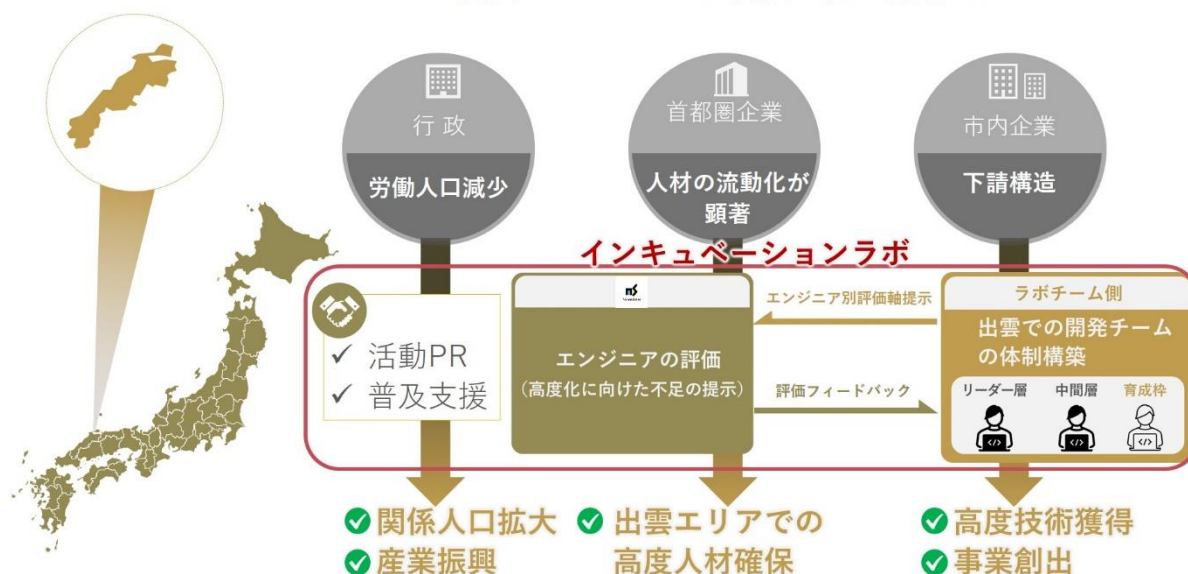 行政
労働人口減少
首都圏企業
人材の流動化が
顕著
市内企業
下請構造
インキュベーションラボ
活動PR
普及支援
エンジニアの評価
（高度化に向けた不足の提示）
エンジニア別評価軸提示
評価フィードバック
ラボチーム側
出雲での開発チーム
の体制構築
リーダー層 中間層 育成枠
</> </> </>
関係人口拡大
産業振興
出雲エリアでの
高度人材確保
高度技術獲得
事業創出